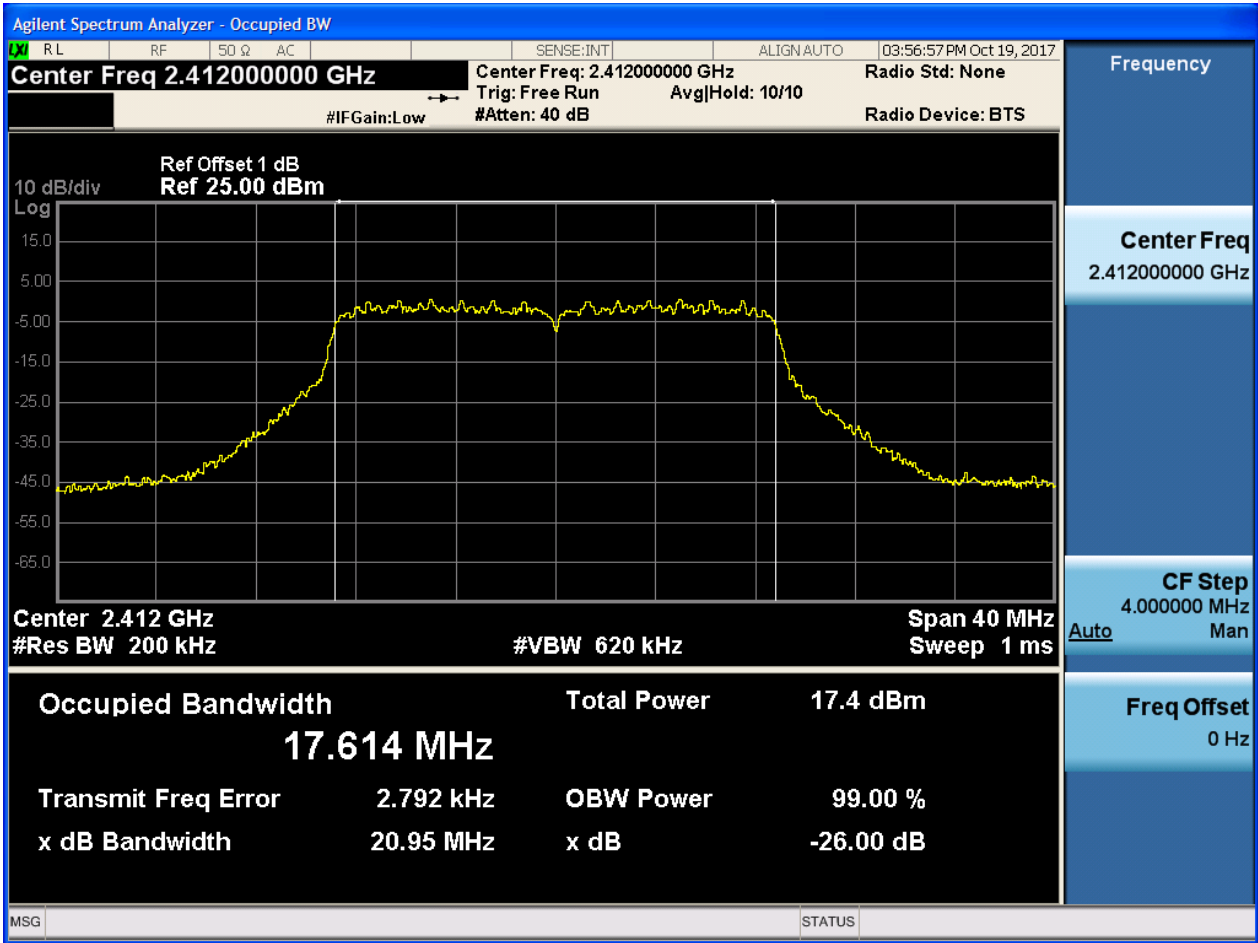 Agilent Spectrum Analyzer - Occupied BW
LXI RL RF 50 Ω AC SENSE:INT ALIGN AUTO 03:56:57 PM Oct 19, 2017
Center Freq 2.412000000 GHz
Center Freq: 2.412000000 GHz Radio Std: None
Trig: Free Run Avg|Hold: 10/10
#IFGain:Low #Atten: 40 dB Radio Device: BTS
Ref Offset 1 dB
10 dB/div Ref 25.00 dBm
Log
15.0
5.00
-5.00
-15.0
-25.0
-35.0
-45.0
-55.0
-65.0
Center 2.412 GHz Span 40 MHz
#Res BW 200 kHz #VBW 620 kHz Sweep 1 ms
Occupied Bandwidth Total Power 17.4 dBm
17.614 MHz
Transmit Freq Error 2.792 kHz OBW Power 99.00 %
x dB Bandwidth 20.95 MHz x dB -26.00 dB
MSG STATUS
Frequency
Center Freq
2.412000000 GHz
CF Step
4.000000 MHz
Auto Man
Freq Offset
0 Hz